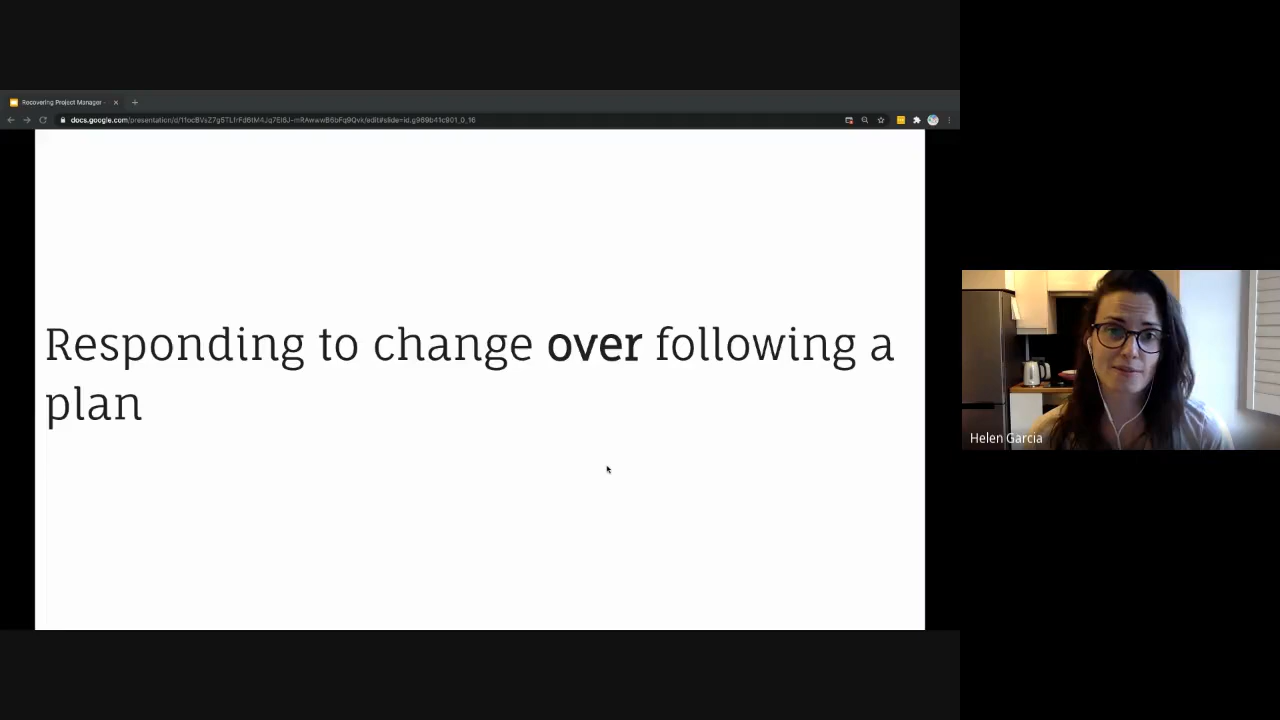 Recovering Project Manager -
Responding to change over following a
plan
Helen Garcia